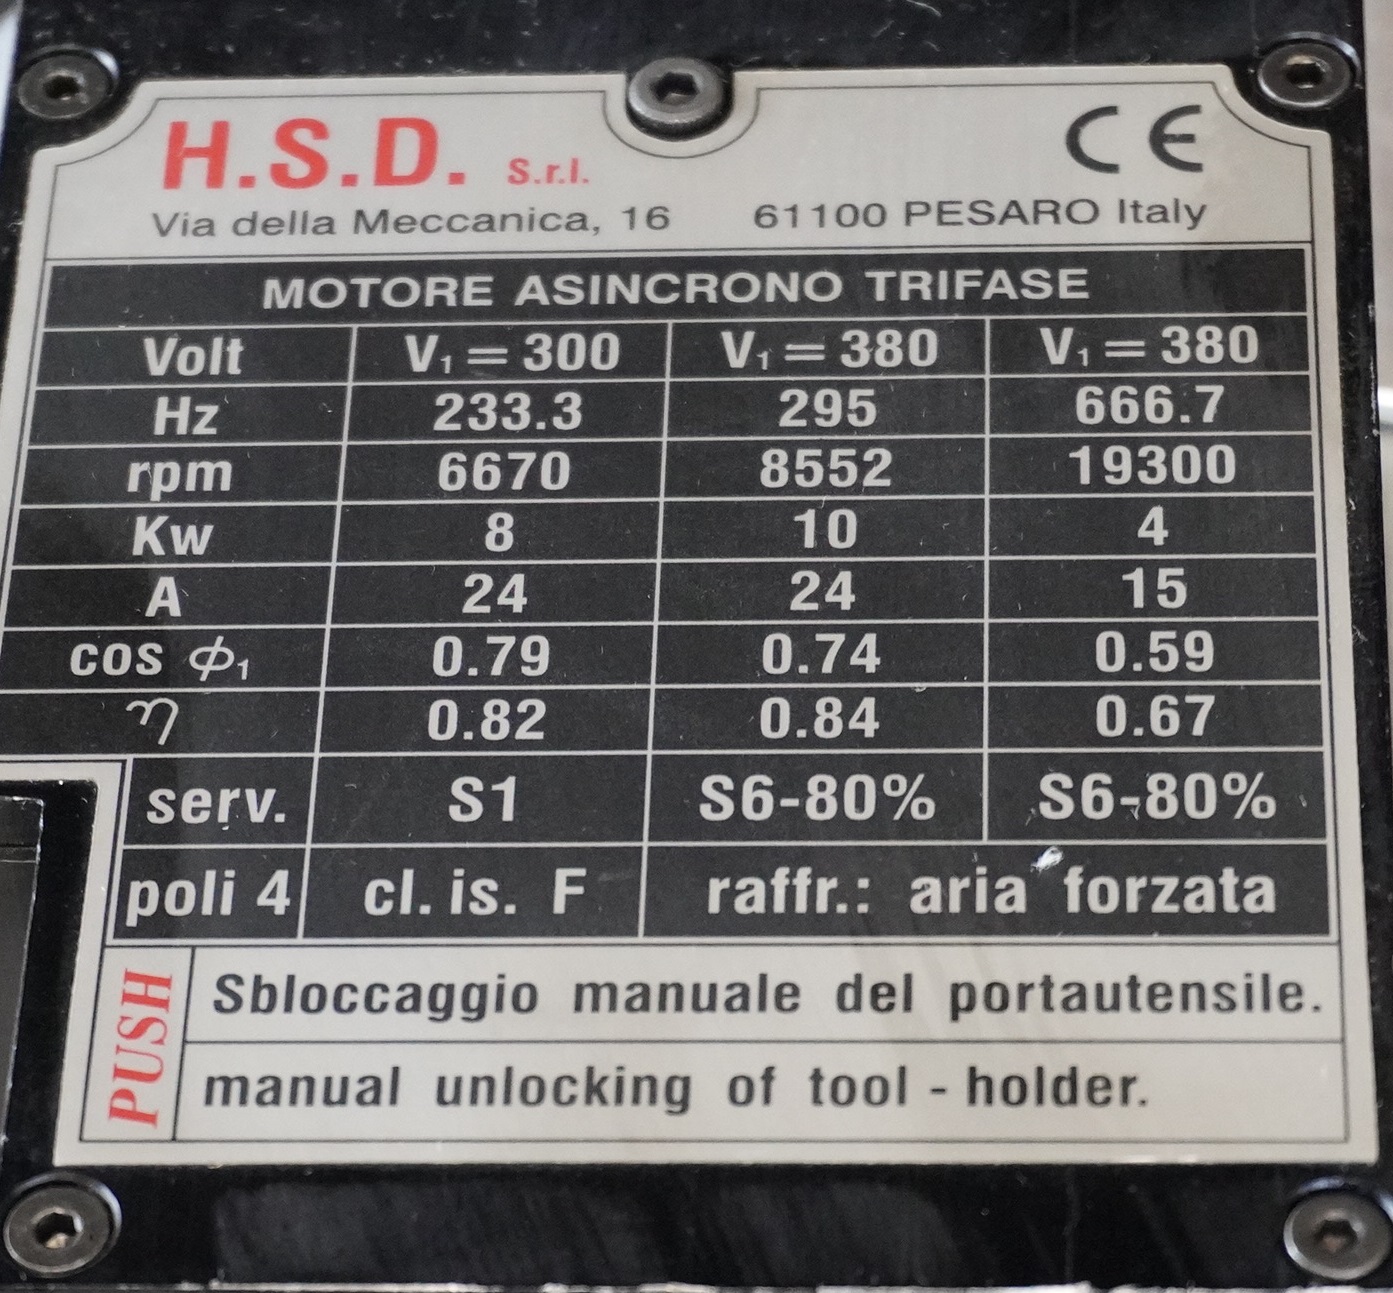 H.S.D. S.r.l. CE
Via della Meccanica, 16 61100 PESARO Italy
MOTORE ASINCRONO TRIFASE
Volt V₁ = 300 V₁ = 380 V₁ = 380
Hz 233.3 295 666.7
rpm 6670 8552 19300
Kw 8 10 4
A 24 24 15
cos ϕ₁ 0.79 0.74 0.59
η 0.82 0.84 0.67
serv. S1 S6-80% S6-80%
poli 4 cl. is. F raffr.: aria forzata
PUSH
Sbloccaggio manuale del portautensile.
manual unlocking of tool - holder.